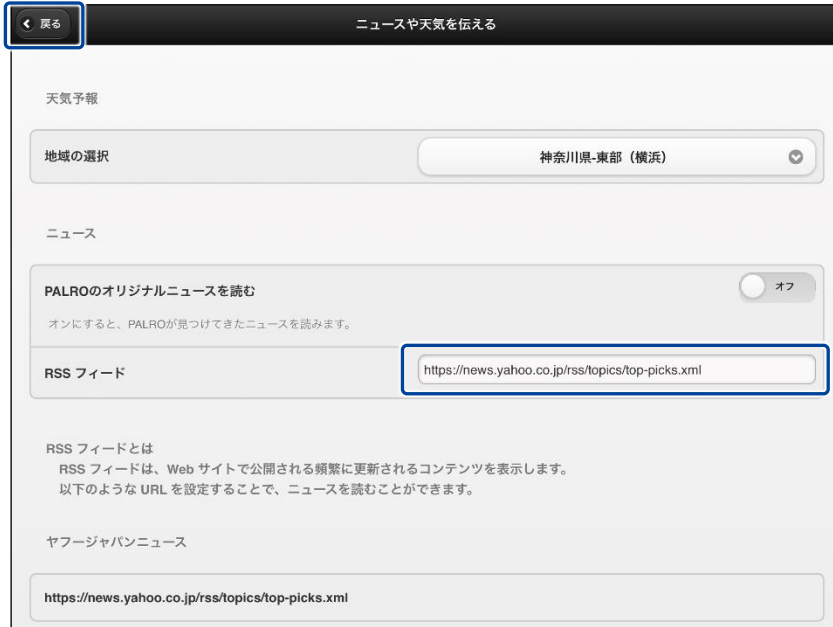 戻る
ニュースや天気を伝える
天気予報
地域の選択
神奈川県-東部（横浜）
ニュース
PALROのオリジナルニュースを読む
オフ
オンにすると、PALROが見つけてきたニュースを読みます。
RSS フィード
https://news.yahoo.co.jp/rss/topics/top-picks.xml
RSS フィードとは
RSS フィードは、Web サイトで公開される頻繁に更新されるコンテンツを表示します。
以下のような URL を設定することで、ニュースを読むことができます。
ヤフージャパンニュース
https://news.yahoo.co.jp/rss/topics/top-picks.xml